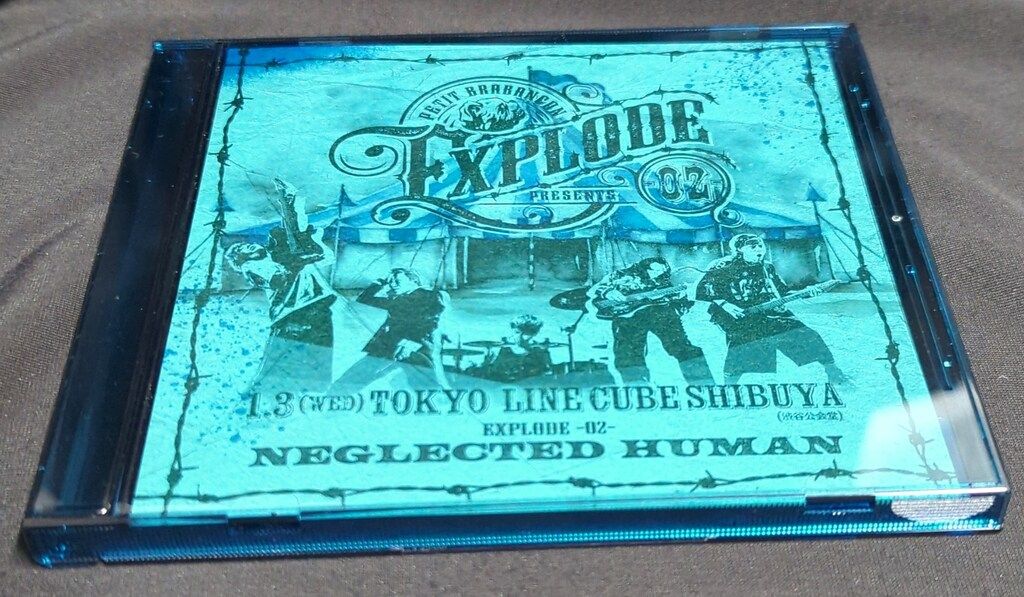 PETIT BRABANCON
EXPLODE
PRESENTS
-02-
1.3(WED) TOKYO LINE CUBE SHIBUYA
(渋谷公会堂)
EXPLODE -02-
NEGLECTED HUMAN